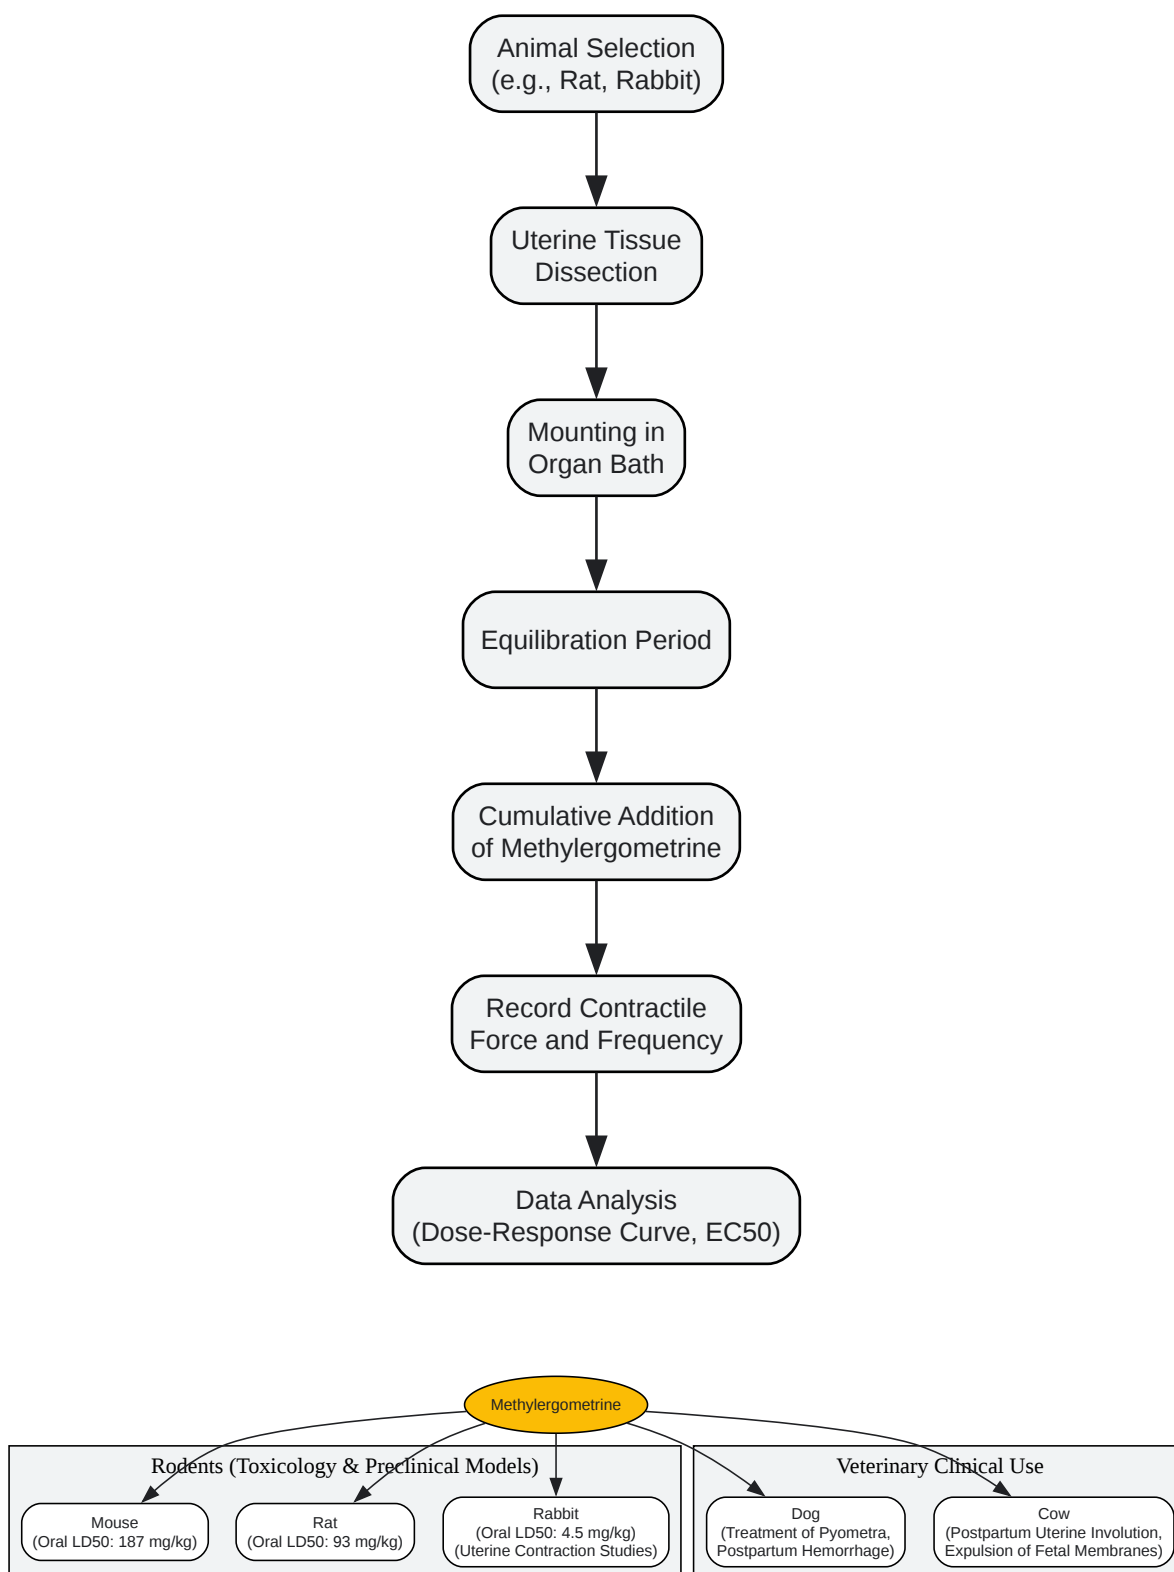 Animal Selection
(e.g., Rat, Rabbit)
Uterine Tissue
Dissection
Mounting in
Organ Bath
Equilibration Period
Cumulative Addition
of Methylergometrine
Record Contractile
Force and Frequency
Data Analysis
(Dose-Response Curve, EC50)
Methylergometrine
Rodents (Toxicology & Preclinical Models)
Mouse
(Oral LD50: 187 mg/kg)
Rat
(Oral LD50: 93 mg/kg)
Rabbit
(Oral LD50: 4.5 mg/kg)
(Uterine Contraction Studies)
Veterinary Clinical Use
Dog
(Treatment of Pyometra,
Postpartum Hemorrhage)
Cow
(Postpartum Uterine Involution,
Expulsion of Fetal Membranes)